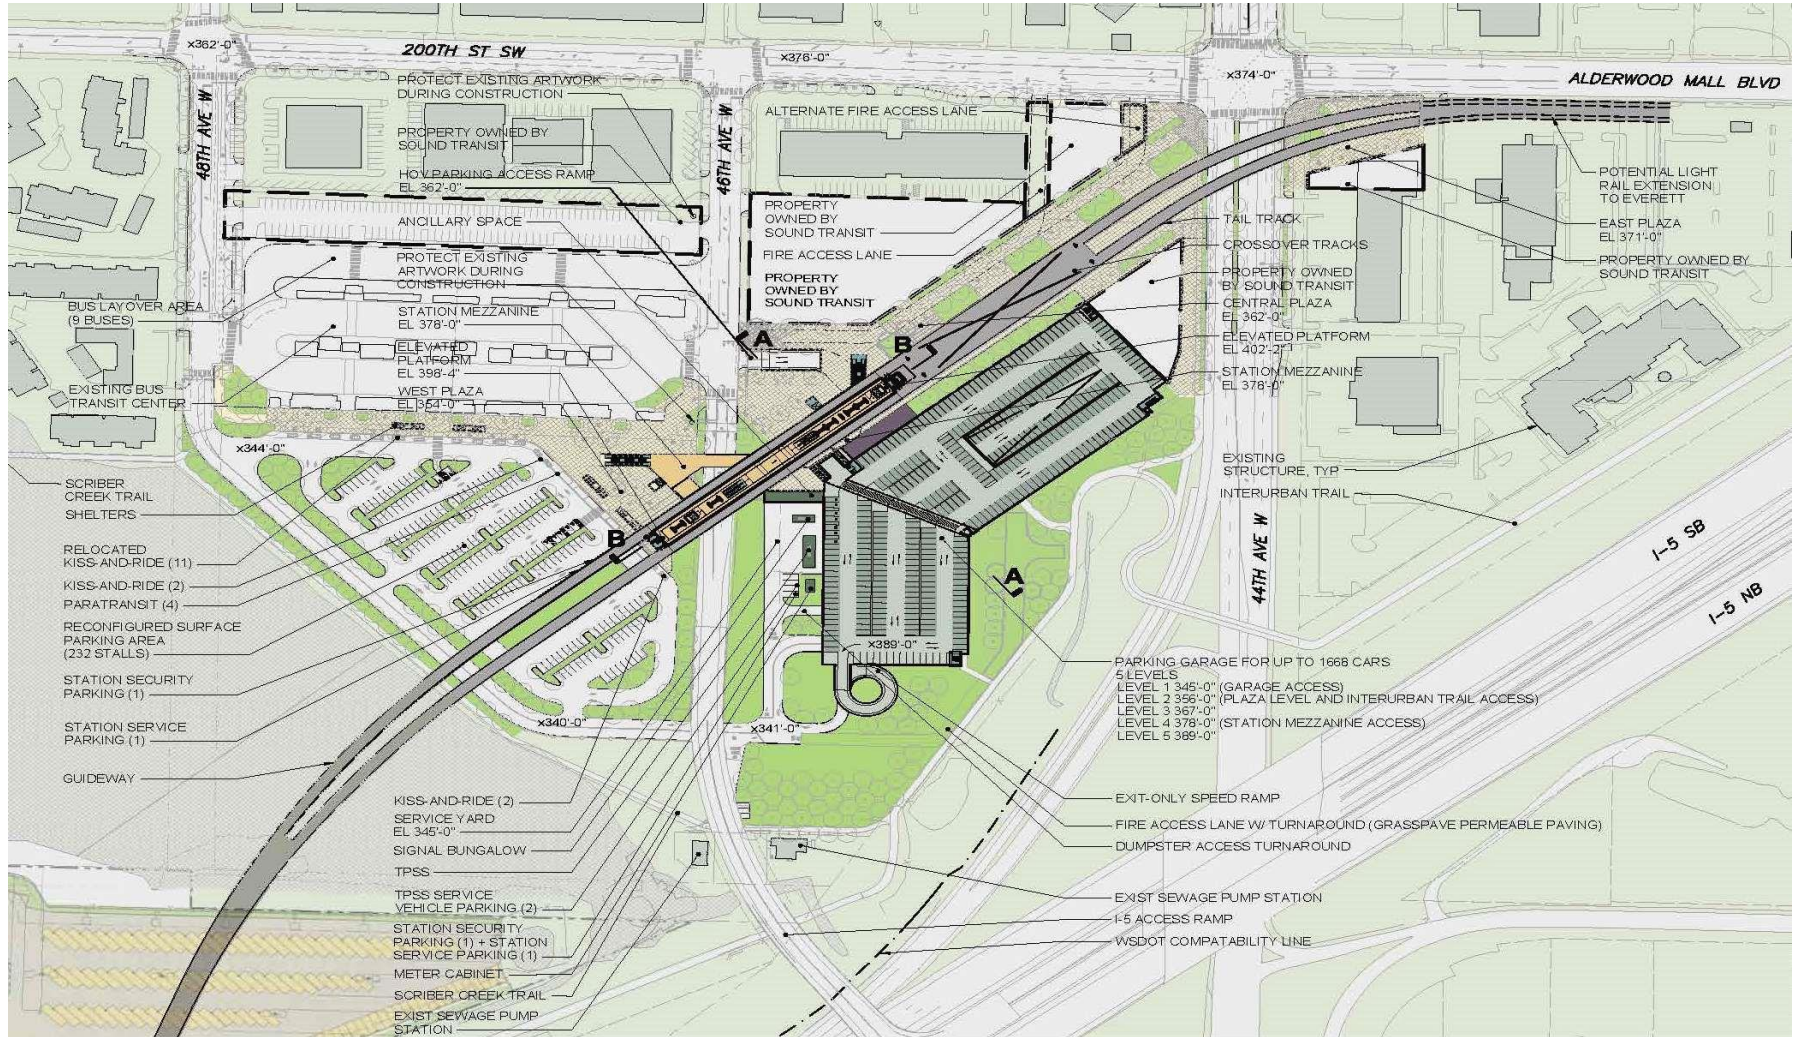 x362'-0"
200TH ST SW
x376'-0"
x374'-0"
ALDERWOOD MALL BLVD
48TH AVE W
46TH AVE W
44TH AVE W
PROTECT EXISTING ARTWORK
DURING CONSTRUCTION
PROPERTY OWNED BY
SOUND TRANSIT
HOV PARKING ACCESS RAMP
EL 362'-0"
ANCILLARY SPACE
PROTECT EXISTING
ARTWORK DURING
CONSTRUCTION
STATION MEZZANINE
EL 378'-0"
ELEVATED
PLATFORM
EL 398'-4"
WEST PLAZA
EL 354'-0"
ALTERNATE FIRE ACCESS LANE
PROPERTY
OWNED BY
SOUND TRANSIT
FIRE ACCESS LANE
PROPERTY
OWNED BY
SOUND TRANSIT
A
B
B
A
POTENTIAL LIGHT
RAIL EXTENSION
TO EVERETT
EAST PLAZA
EL 371'-0"
PROPERTY OWNED BY
SOUND TRANSIT
TAIL TRACK
CROSSOVER TRACKS
PROPERTY OWNED
BY SOUND TRANSIT
CENTRAL PLAZA
EL 362'-0"
ELEVATED PLATFORM
EL 402'-2"
STATION MEZZANINE
EL 378'-0"
EXISTING
STRUCTURE, TYP
INTERURBAN TRAIL
I-5 SB
I-5 NB
BUS LAYOVER AREA
(9 BUSES)
EXISTING BUS
TRANSIT CENTER
x344'-0"
SCRIBER
CREEK TRAIL
SHELTERS
RELOCATED
KISS-AND-RIDE (11)
KISS-AND-RIDE (2)
PARATRANSIT (4)
RECONFIGURED SURFACE
PARKING AREA
(232 STALLS)
STATION SECURITY
PARKING (1)
STATION SERVICE
PARKING (1)
GUIDEWAY
x340'-0"
x341'-0"
x389'-0"
KISS-AND-RIDE (2)
SERVICE YARD
EL 345'-0"
SIGNAL BUNGALOW
TPSS
TPSS SERVICE
VEHICLE PARKING (2)
STATION SECURITY
PARKING (1) + STATION
SERVICE PARKING (1)
METER CABINET
SCRIBER CREEK TRAIL
EXIST SEWAGE PUMP
STATION
PARKING GARAGE FOR UP TO 1668 CARS
5 LEVELS
LEVEL 1 345'-0" (GARAGE ACCESS)
LEVEL 2 356'-0" (PLAZA LEVEL AND INTERURBAN TRAIL ACCESS)
LEVEL 3 367'-0"
LEVEL 4 378'-0" (STATION MEZZANINE ACCESS)
LEVEL 5 389'-0"
EXIT-ONLY SPEED RAMP
FIRE ACCESS LANE W/ TURNAROUND (GRASSPAVE PERMEABLE PAVING)
DUMPSTER ACCESS TURNAROUND
EXIST SEWAGE PUMP STATION
I-5 ACCESS RAMP
WSDOT COMPATABILITY LINE